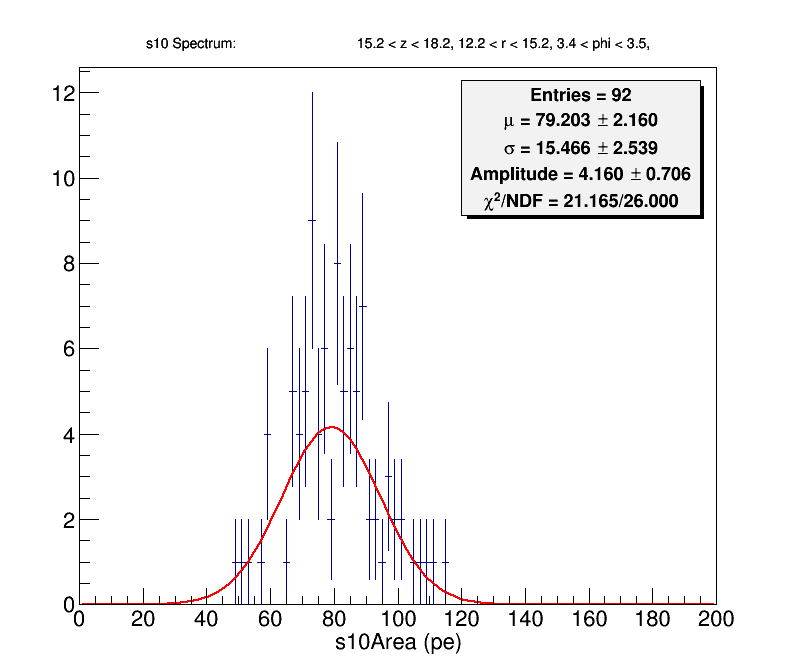 s10 Spectrum: 15.2 < z < 18.2, 12.2 < r < 15.2, 3.4 < phi < 3.5,
Entries = 92
μ = 79.203 ± 2.160
σ = 15.466 ± 2.539
Amplitude = 4.160 ± 0.706
χ²/NDF = 21.165/26.000
12
10
8
6
4
2
0
0 20 40 60 80 100 120 140 160 180 200
s10Area (pe)